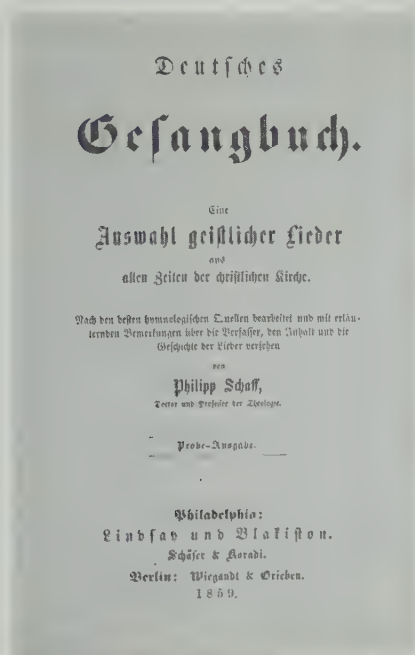 Deutsches
Gesangbuch.
Eine
Auswahl geistlicher Lieder
aus
allen Zeiten der christlichen Kirche.
Nach den besten hymnologischen Quellen bearbeitet und mit erläu-
ternden Bemerkungen über die Verfasser, den Inhalt und die
Geschichte der Lieder versehen
von
Philipp Schaff,
Doctor und Professor der Theologie.
Probe-Ausgabe.
Philadelphia:
Lindsay und Blakiston.
Schäfer & Koradi.
Berlin: Wiegandt & Grieben.
1859.